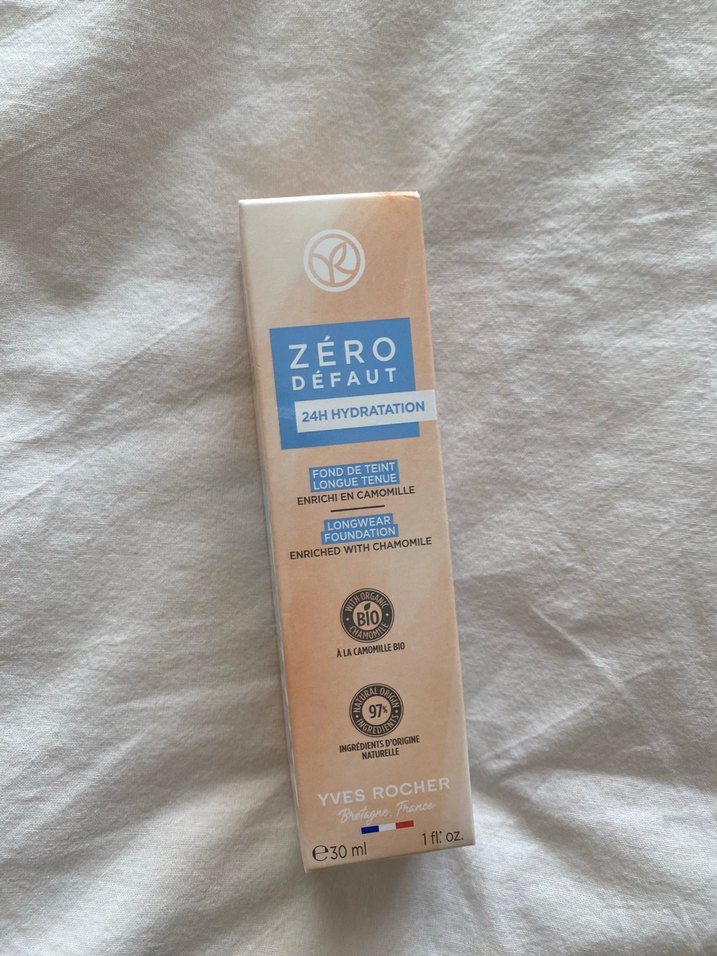 YR
ZÉRO
DÉFAUT
24H HYDRATATION
FOND DE TEINT
LONGUE TENUE
ENRICHI EN CAMOMILLE
LONGWEAR
FOUNDATION
ENRICHED WITH CHAMOMILE
WITH ORGANIC
BIO
CHAMOMILE
À LA CAMOMILLE BIO
NATURAL ORIGIN
97%
INGREDIENTS
INGRÉDIENTS D'ORIGINE
NATURELLE
YVES ROCHER
Bretagne, France
℮30 ml 1 fl. oz.